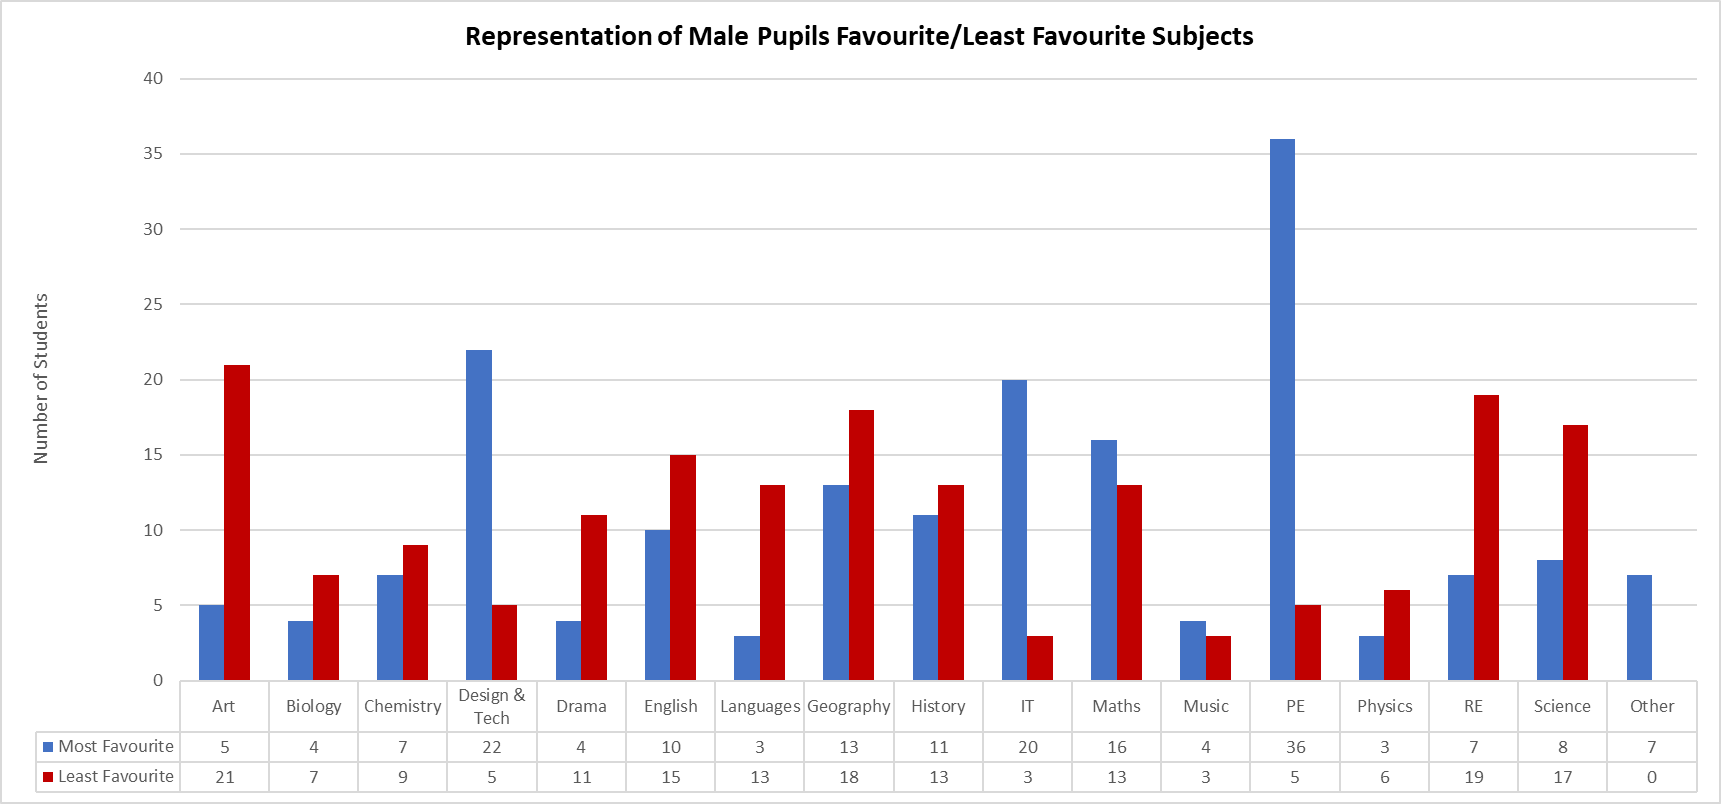 Representation of Male Pupils Favourite/Least Favourite Subjects
Number of Students
40
35
30
25
20
15
10
5
0
Art Biology Chemistry Design & Tech Drama English Languages Geography History IT Maths Music PE Physics RE Science Other
Most Favourite 5 4 7 22 4 10 3 13 11 20 16 4 36 3 7 8 7
Least Favourite 21 7 9 5 11 15 13 18 13 3 13 3 5 6 19 17 0